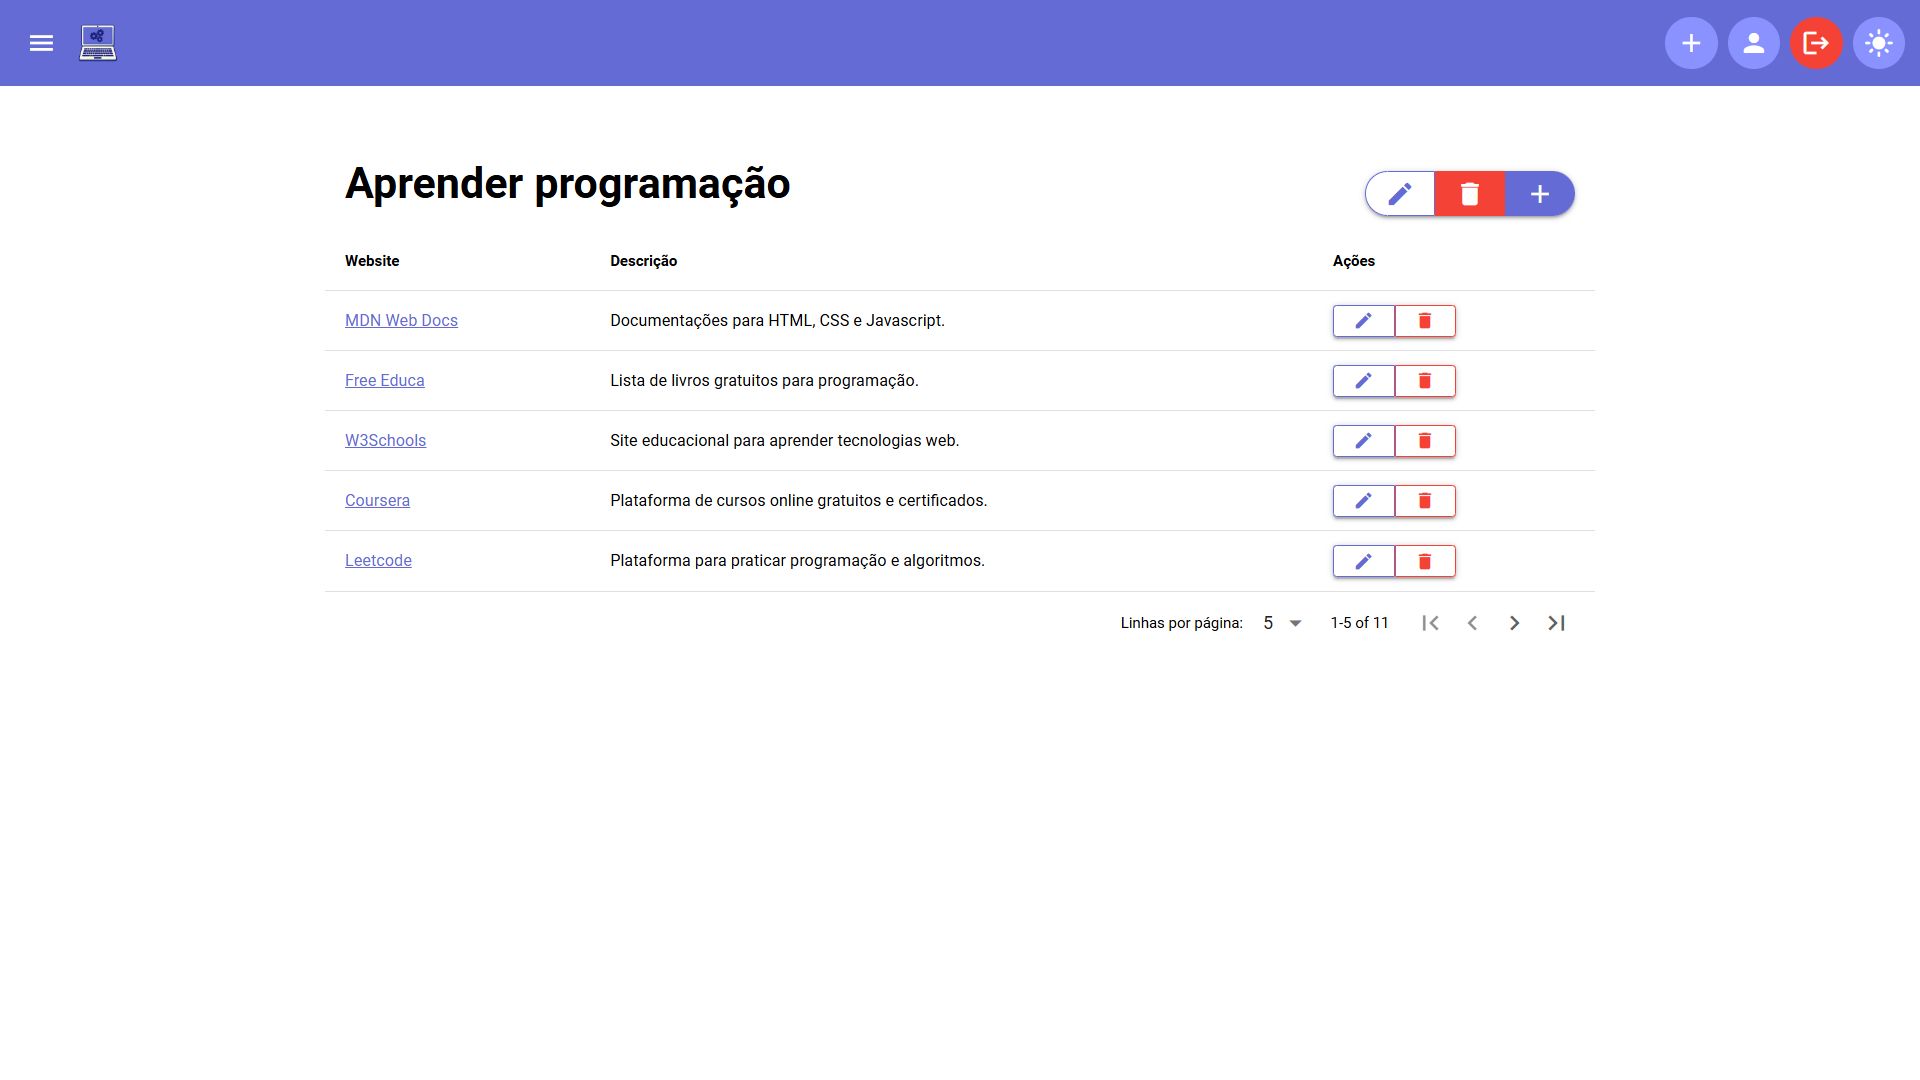 Aprender programação
Website Descrição Ações
MDN Web Docs Documentações para HTML, CSS e Javascript.
Free Educa Lista de livros gratuitos para programação.
W3Schools Site educacional para aprender tecnologias web.
Coursera Plataforma de cursos online gratuitos e certificados.
Leetcode Plataforma para praticar programação e algoritmos.
Linhas por página: 5 1-5 of 11